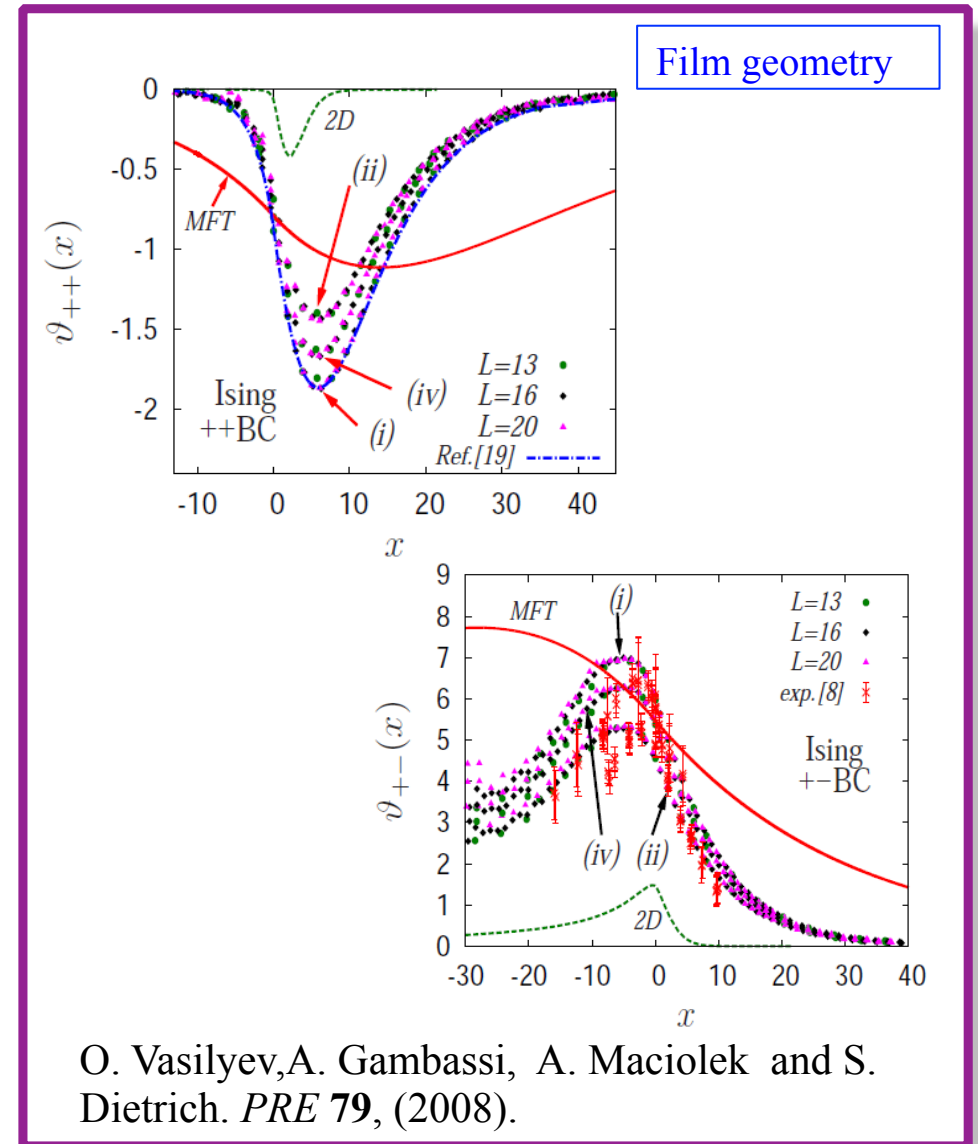 Film geometry
0
-0.5
-1
-1.5
-2
ϑ++(x)
2D
(ii)
MFT
(iv)
(i)
Ising
++BC
L=13
L=16
L=20
Ref.[19]
-10 0 10 20 30 40
x
9
8
7
6
5
4
3
2
1
0
ϑ+−(x)
MFT
(i)
L=13
L=16
L=20
exp.[8]
Ising
+−BC
(iv) (ii)
2D
-30 -20 -10 0 10 20 30 40
x
O. Vasilyev,A. Gambassi, A. Maciolek and S.
Dietrich. PRE 79, (2008).